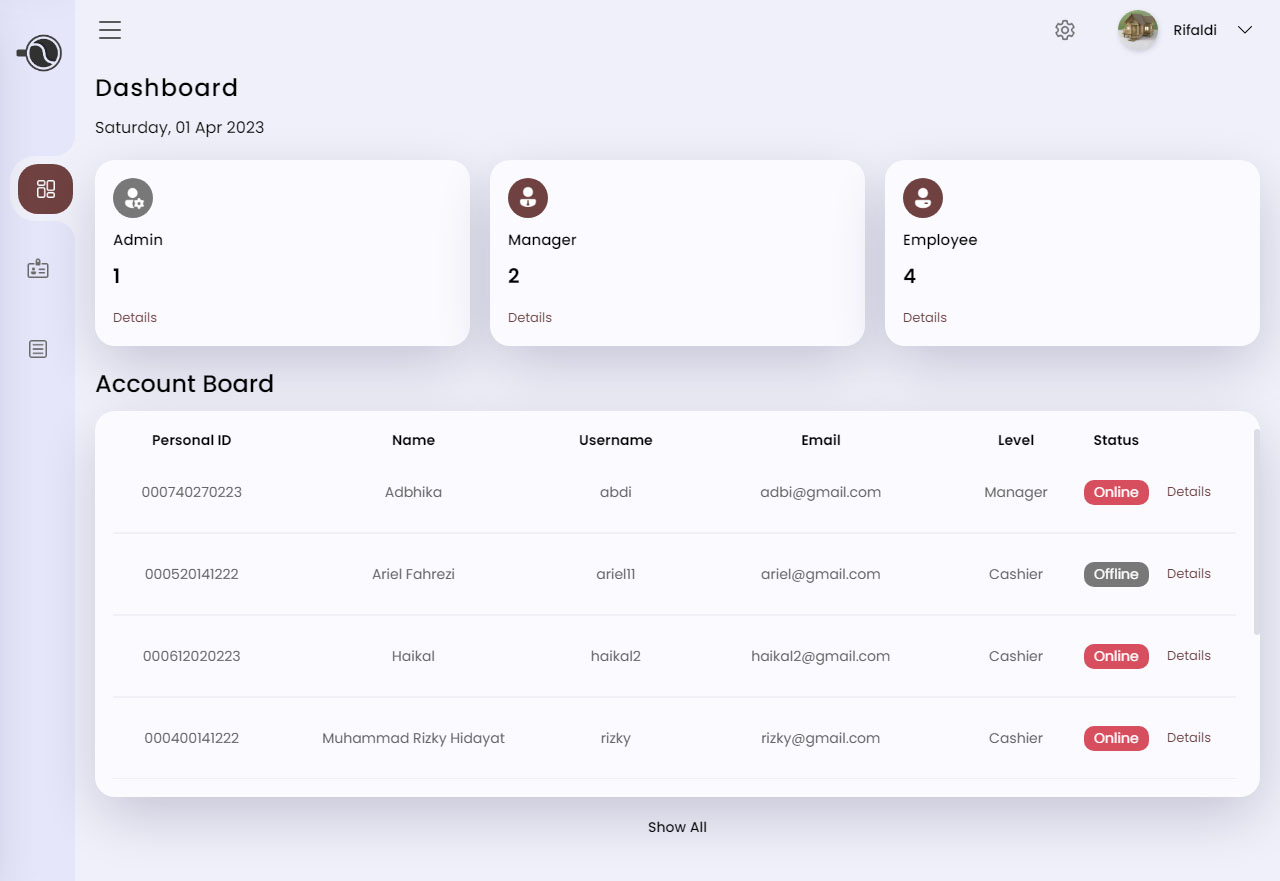 Rifaldi
Dashboard
Saturday, 01 Apr 2023
Admin
1
Details
Manager
2
Details
Employee
4
Details
Account Board
Personal ID Name Username Email Level Status
000740270223 Adbhika abdi adbi@gmail.com Manager Online Details
000520141222 Ariel Fahrezi ariel11 ariel@gmail.com Cashier Offline Details
000612020223 Haikal haikal2 haikal2@gmail.com Cashier Online Details
000400141222 Muhammad Rizky Hidayat rizky rizky@gmail.com Cashier Online Details
Show All